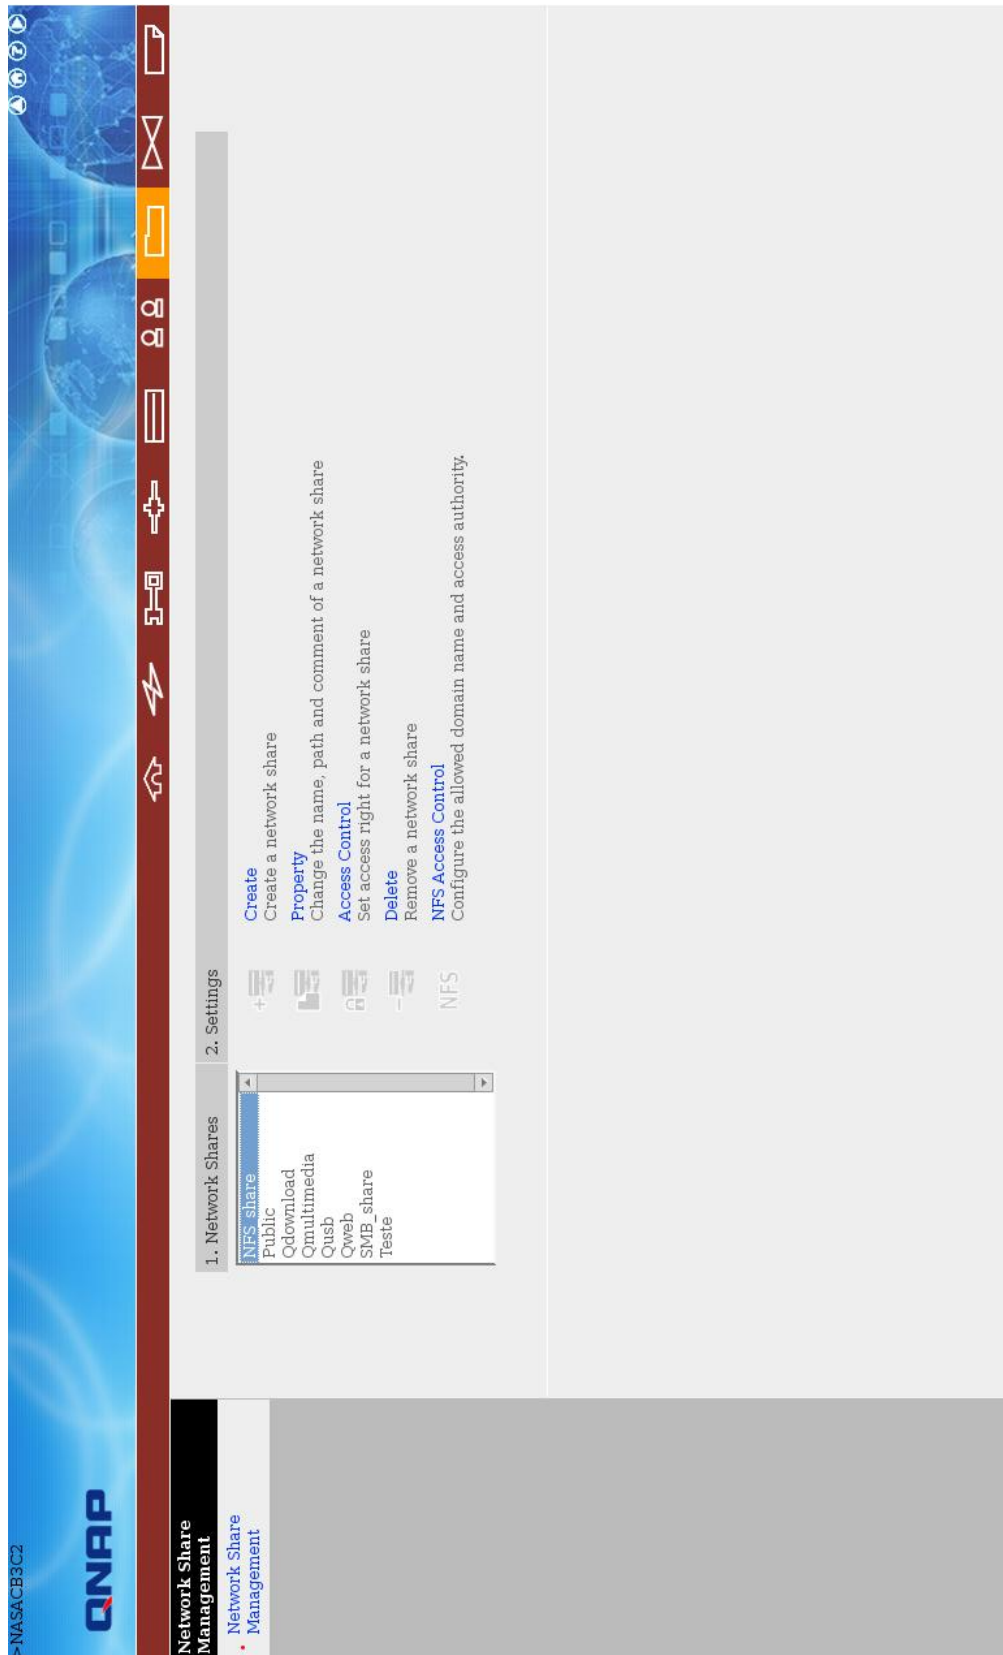 >NASACB3C2
QNAP
Network Share
Management
• Network Share
Management
1. Network Shares
NFS_share
Public
Qdownload
Qmultimedia
Qusb
Qweb
SMB_share
Teste
2. Settings
Create
Create a network share
Property
Change the name, path and comment of a network share
Access Control
Set access right for a network share
Delete
Remove a network share
NFS
NFS Access Control
Configure the allowed domain name and access authority.